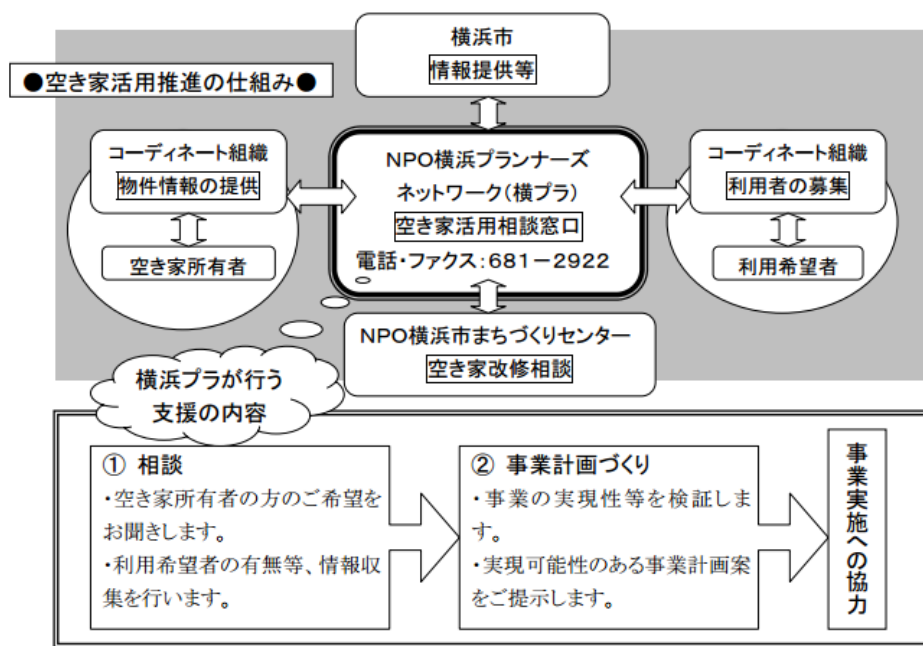 横浜市
情報提供等
●空き家活用推進の仕組み●
コーディネート組織
物件情報の提供
空き家所有者
NPO横浜プランナーズ
ネットワーク(横プラ)
空き家活用相談窓口
電話・ファクス:681-2922
コーディネート組織
利用者の募集
利用希望者
NPO横浜市まちづくりセンター
空き家改修相談
横浜プラが行う
支援の内容
① 相談
・空き家所有者の方のご希望を
お聞きします。
・利用希望者の有無等、情報収
集を行います。
② 事業計画づくり
・事業の実現性等を検証しま
す。
・実現可能性のある事業計画案
をご提示します。
事業実施への協力